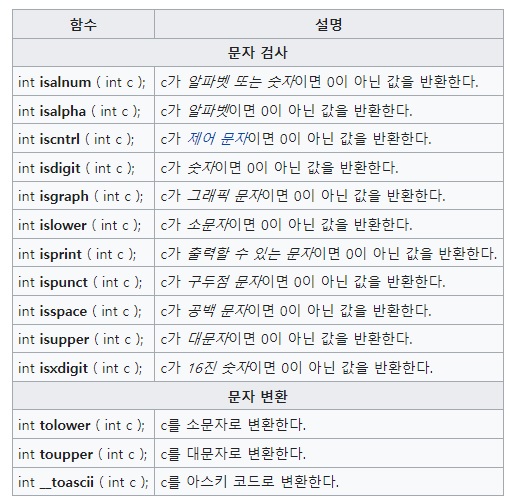 함수 설명
문자 검사
int isalnum ( int c ); c가 알파벳 또는 숫자이면 0이 아닌 값을 반환한다.
int isalpha ( int c ); c가 알파벳이면 0이 아닌 값을 반환한다.
int iscntrl ( int c ); c가 제어 문자이면 0이 아닌 값을 반환한다.
int isdigit ( int c ); c가 숫자이면 0이 아닌 값을 반환한다.
int isgraph ( int c ); c가 그래픽 문자이면 0이 아닌 값을 반환한다.
int islower ( int c ); c가 소문자이면 0이 아닌 값을 반환한다.
int isprint ( int c ); c가 출력할 수 있는 문자이면 0이 아닌 값을 반환한다.
int ispunct ( int c ); c가 구두점 문자이면 0이 아닌 값을 반환한다.
int isspace ( int c ); c가 공백 문자이면 0이 아닌 값을 반환한다.
int isupper ( int c ); c가 대문자이면 0이 아닌 값을 반환한다.
int isxdigit ( int c ); c가 16진 숫자이면 0이 아닌 값을 반환한다.
문자 변환
int tolower ( int c ); c를 소문자로 변환한다.
int toupper ( int c ); c를 대문자로 변환한다.
int __toascii ( int c ); c를 아스키 코드로 변환한다.